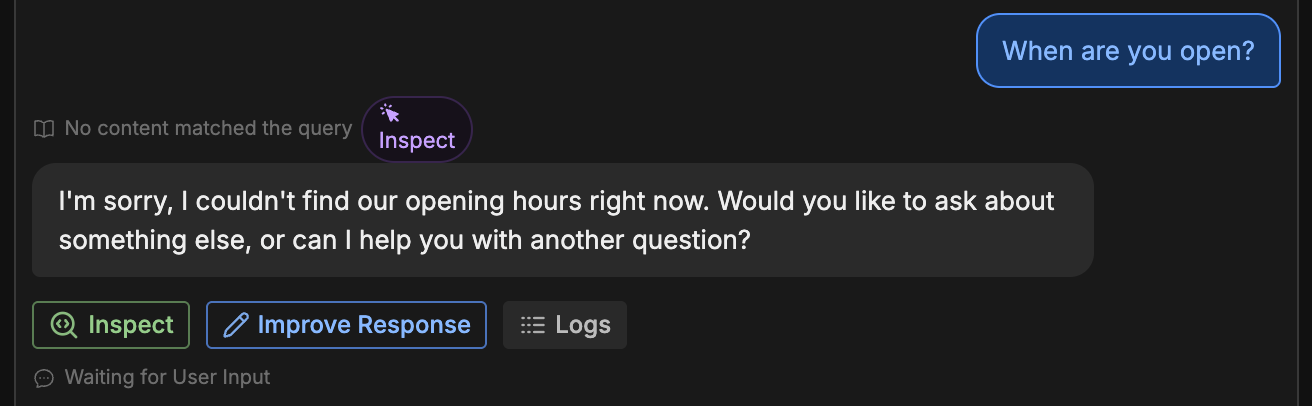 When are you open?
No content matched the query
Inspect
I'm sorry, I couldn't find our opening hours right now. Would you like to ask about
something else, or can I help you with another question?
Inspect
Improve Response
Logs
Waiting for User Input